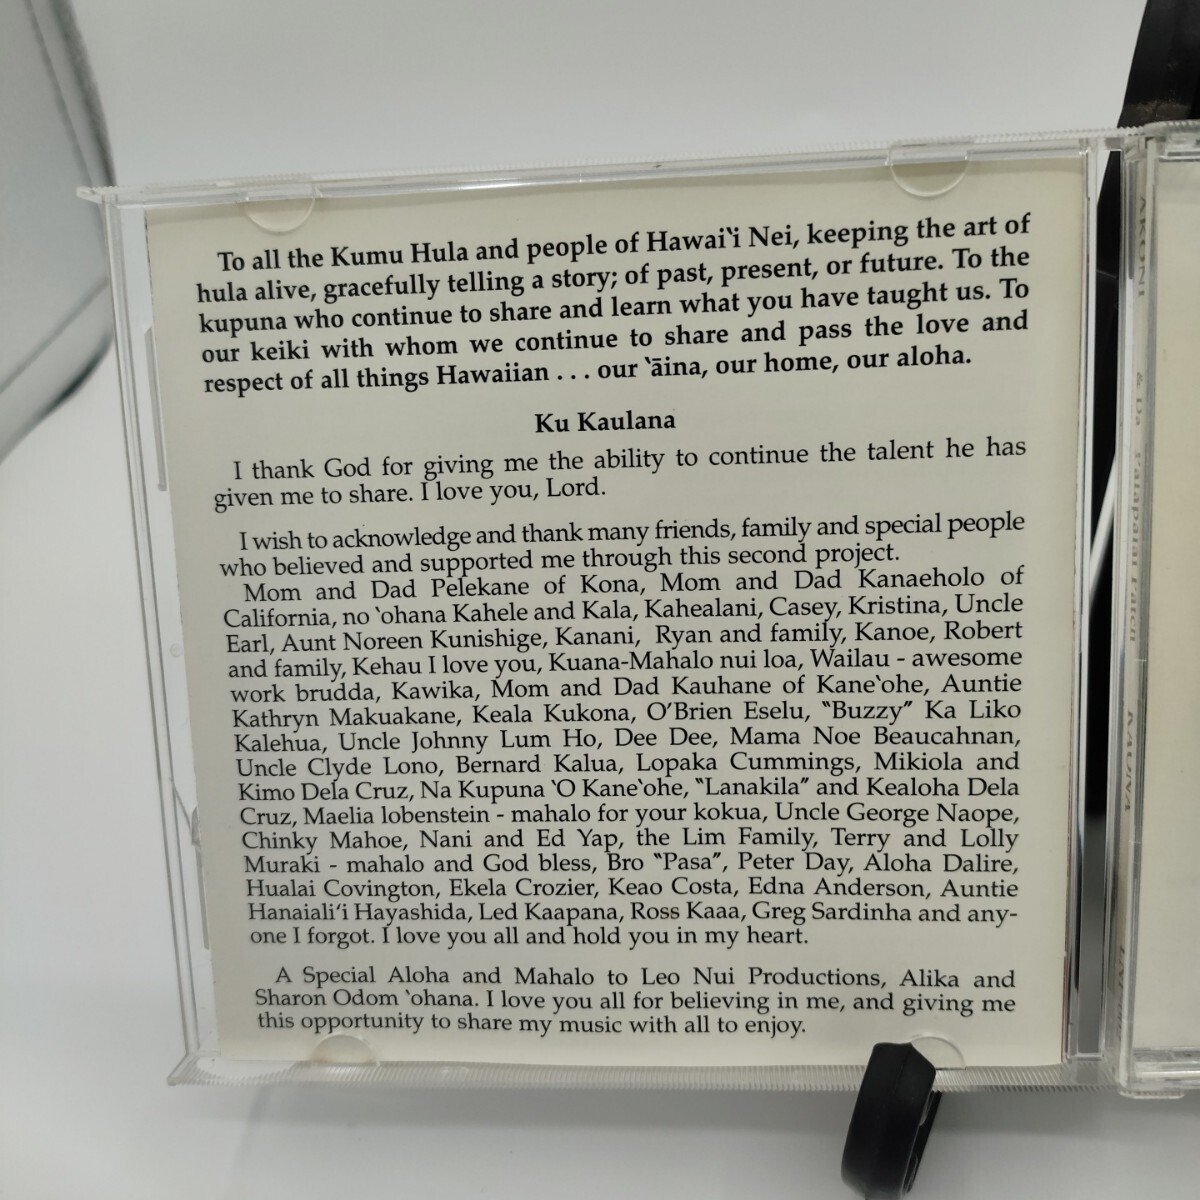 To all the Kumu Hula and people of Hawai‛i Nei, keeping the art of
hula alive, gracefully telling a story; of past, present, or future. To the
kupuna who continue to share and learn what you have taught us. To
our keiki with whom we continue to share and pass the love and
respect of all things Hawaiian . . . our ‛āina, our home, our aloha.
Ku Kaulana
I thank God for giving me the ability to continue the talent he has
given me to share. I love you, Lord.
I wish to acknowledge and thank many friends, family and special people
who believed and supported me through this second project.
Mom and Dad Pelekane of Kona, Mom and Dad Kanaeholo of
California, no ‛ohana Kahele and Kala, Kahealani, Casey, Kristina, Uncle
Earl, Aunt Noreen Kunishige, Kanani, Ryan and family, Kanoe, Robert
and family, Kehau I love you, Kuana-Mahalo nui loa, Wailau - awesome
work brudda, Kawika, Mom and Dad Kauhane of Kane‛ohe, Auntie
Kathryn Makuakane, Keala Kukona, O’Brien Eselu, “Buzzy” Ka Liko
Kalehua, Uncle Johnny Lum Ho, Dee Dee, Mama Noe Beaucahnan,
Uncle Clyde Lono, Bernard Kalua, Lopaka Cummings, Mikiola and
Kimo Dela Cruz, Na Kupuna ‛O Kane‛ohe, “Lanakila” and Kealoha Dela
Cruz, Maelia lobenstein - mahalo for your kokua, Uncle George Naope,
Chinky Mahoe, Nani and Ed Yap, the Lim Family, Terry and Lolly
Muraki - mahalo and God bless, Bro “Pasa”, Peter Day, Aloha Dalire,
Hualai Covington, Ekela Crozier, Keao Costa, Edna Anderson, Auntie
Hanaiali‘i Hayashida, Led Kaapana, Ross Kaaa, Greg Sardinha and any-
one I forgot. I love you all and hold you in my heart.
A Special Aloha and Mahalo to Leo Nui Productions, Alika and
Sharon Odom ‛ohana. I love you all for believing in me, and giving me
this opportunity to share my music with all to enjoy.